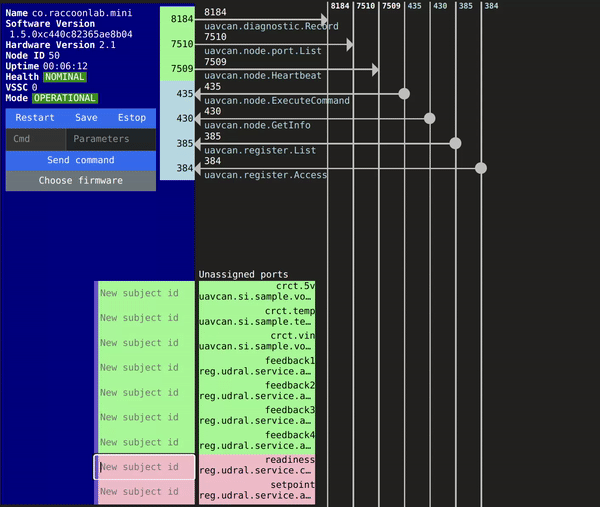 8184 7510 7509 435 430 385 384
Name co.raccoonlab.mini
Software Version
1.5.0xc440c82365ae8b04
Hardware Version 2.1
Node ID 50
Uptime 00:06:12
Health NOMINAL
VSSC 0
Mode OPERATIONAL
Restart Save Estop
Cmd Parameters
Send command
Choose firmware
8184 8184
uavcan.diagnostic.Record
7510 7510
uavcan.node.port.List
7509 7509
uavcan.node.Heartbeat
435 435
uavcan.node.ExecuteCommand
430 430
uavcan.node.GetInfo
385 385
uavcan.register.List
384 384
uavcan.register.Access
Unassigned ports
New subject id crct.5v
uavcan.si.sample.vo…
New subject id crct.temp
uavcan.si.sample.te…
New subject id crct.vin
uavcan.si.sample.vo…
New subject id feedback1
reg.udral.service.a…
New subject id feedback2
reg.udral.service.a…
New subject id feedback3
reg.udral.service.a…
New subject id feedback4
reg.udral.service.a…
New subject id readiness
reg.udral.service.c…
New subject id setpoint
reg.udral.service.a…